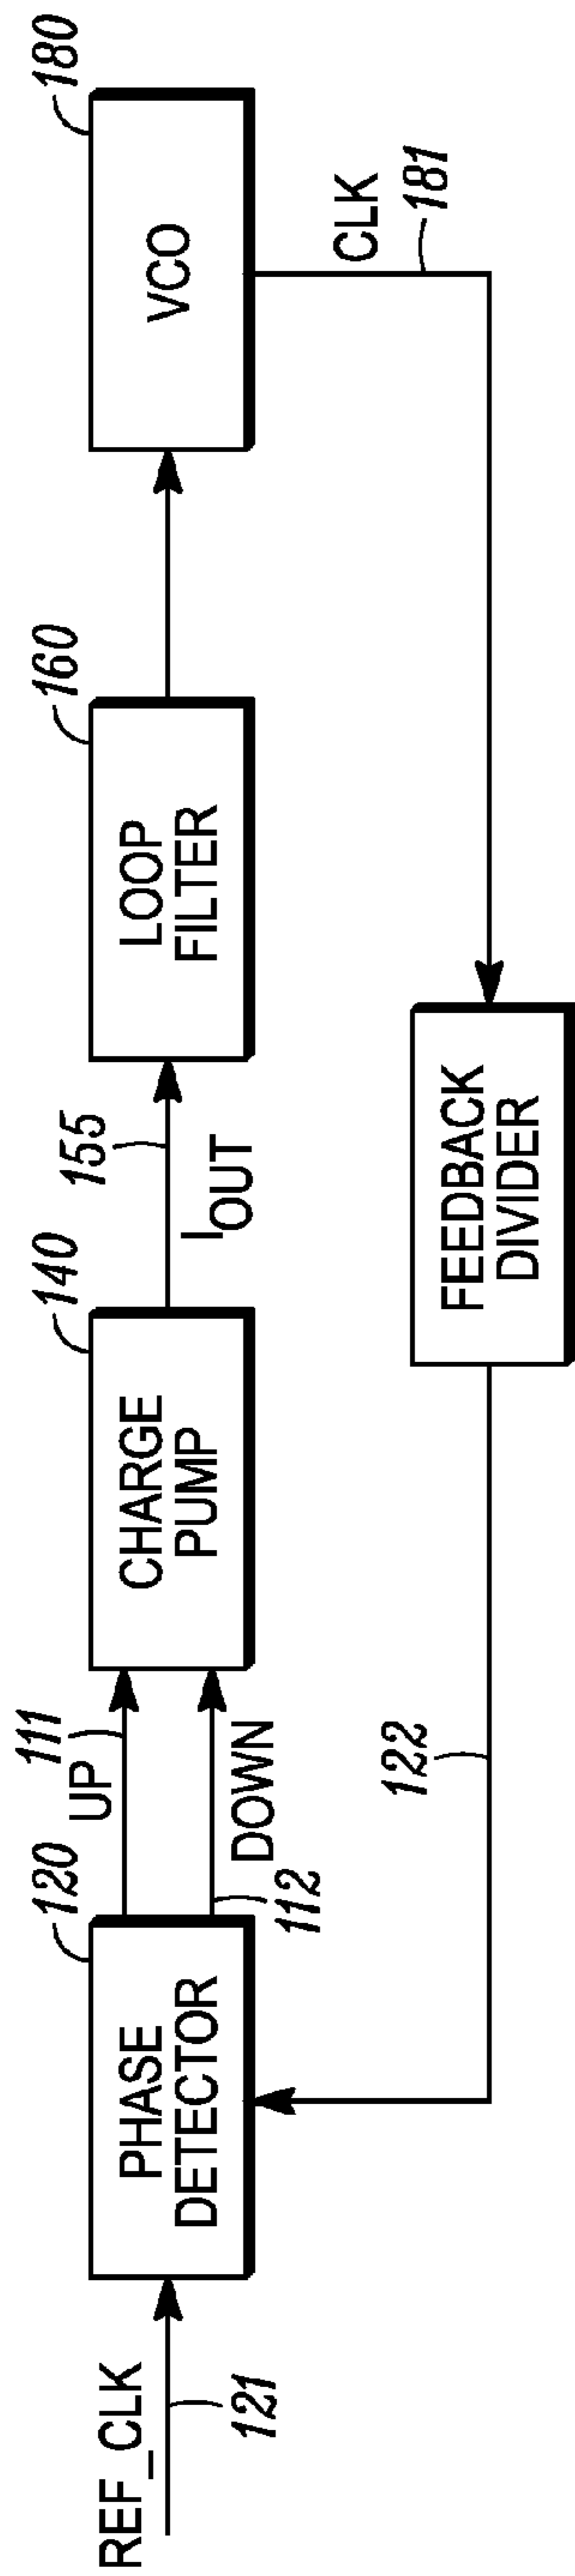 REF_CLK
121
PHASE
DETECTOR
120
UP
111
DOWN
112
CHARGE
PUMP
140
155
I OUT
LOOP
FILTER
160
VCO
180
CLK
181
FEEDBACK
DIVIDER
122